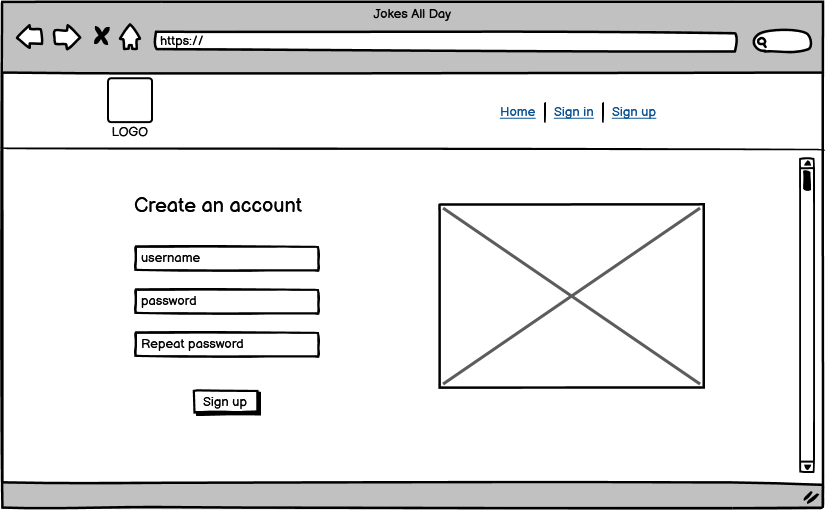 Jokes All Day
https://
LOGO
Home | Sign in | Sign up
Create an account
username
password
Repeat password
Sign up